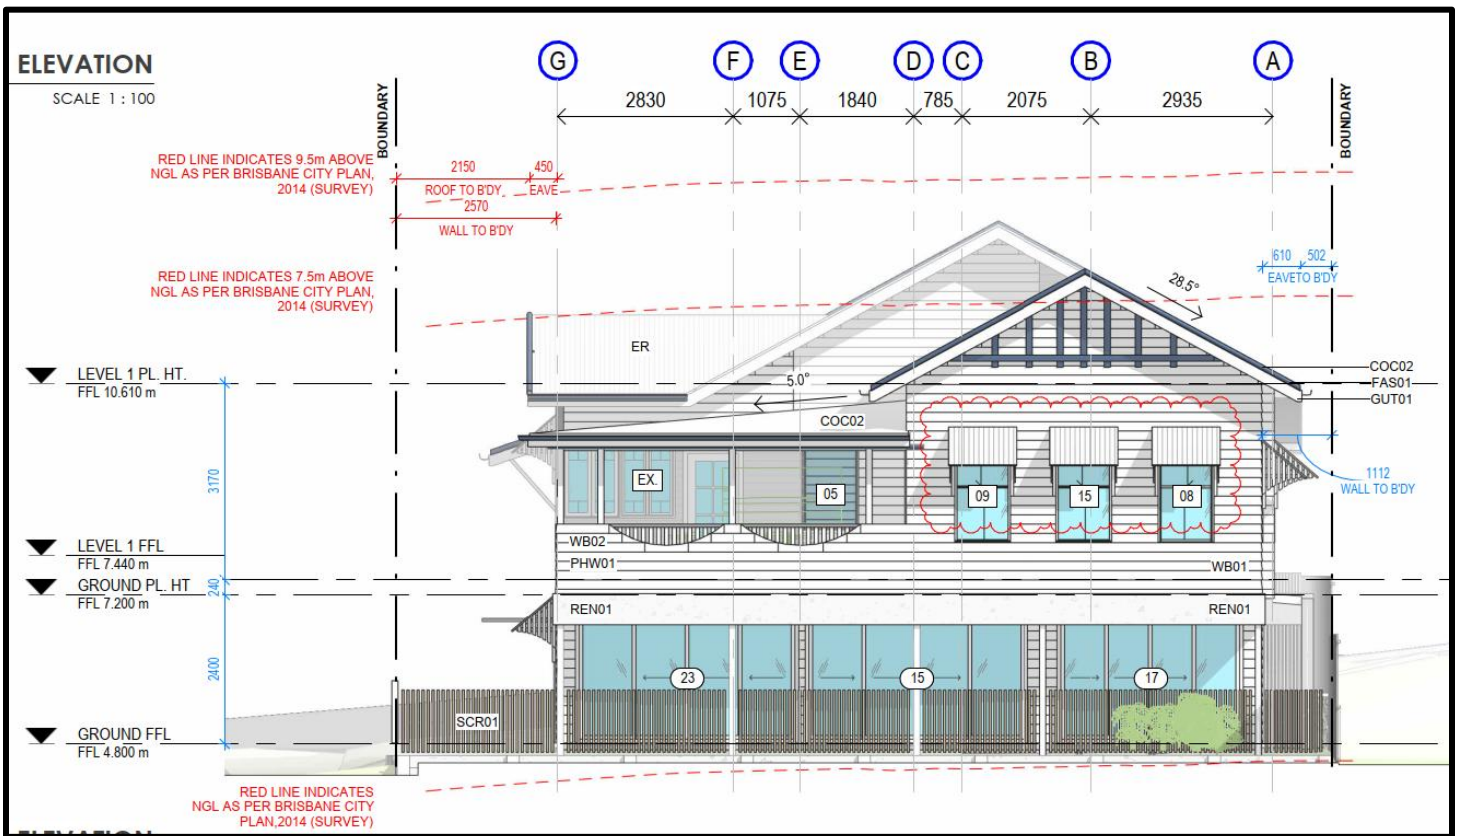 ELEVATION
SCALE 1 : 100
G
F
E
D
C
B
A
BOUNDARY
2830
1075
1840
785
2075
2935
BOUNDARY
RED LINE INDICATES 9.5m ABOVE
NGL AS PER BRISBANE CITY PLAN,
2014 (SURVEY)
2150
450
ROOF TO B'DY
EAVE
2570
WALL TO B'DY
RED LINE INDICATES 7.5m ABOVE
NGL AS PER BRISBANE CITY PLAN,
2014 (SURVEY)
610
502
EAVETO B'DY
28.5°
ER
LEVEL 1 PL. HT.
FFL 10.610 m
5.0°
COC02
FAS01
GUT01
COC02
3170
EX.
05
09
15
08
1112
WALL TO B'DY
LEVEL 1 FFL
FFL 7.440 m
WB02
PHW01
WB01
GROUND PL. HT
FFL 7.200 m
240
REN01
REN01
2400
23
15
17
SCR01
GROUND FFL
FFL 4.800 m
RED LINE INDICATES
NGL AS PER BRISBANE CITY
PLAN,2014 (SURVEY)
ELEVATION